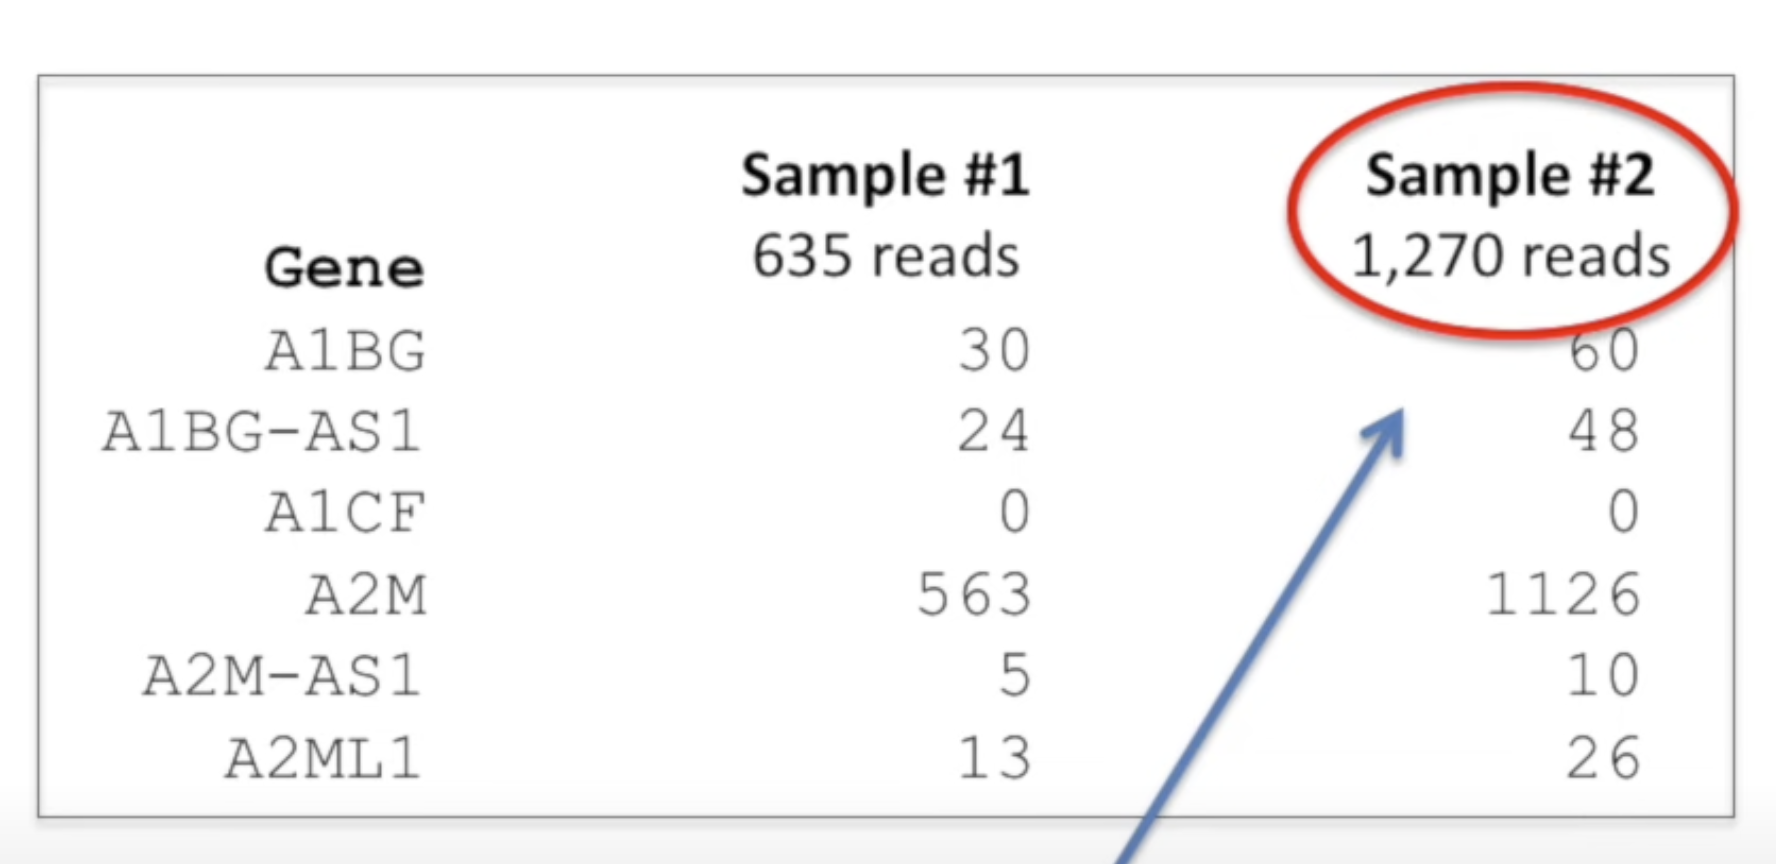 Sample #1 Sample #2
Gene 635 reads 1,270 reads
A1BG 30 60
A1BG-AS1 24 48
A1CF 0 0
A2M 563 1126
A2M-AS1 5 10
A2ML1 13 26